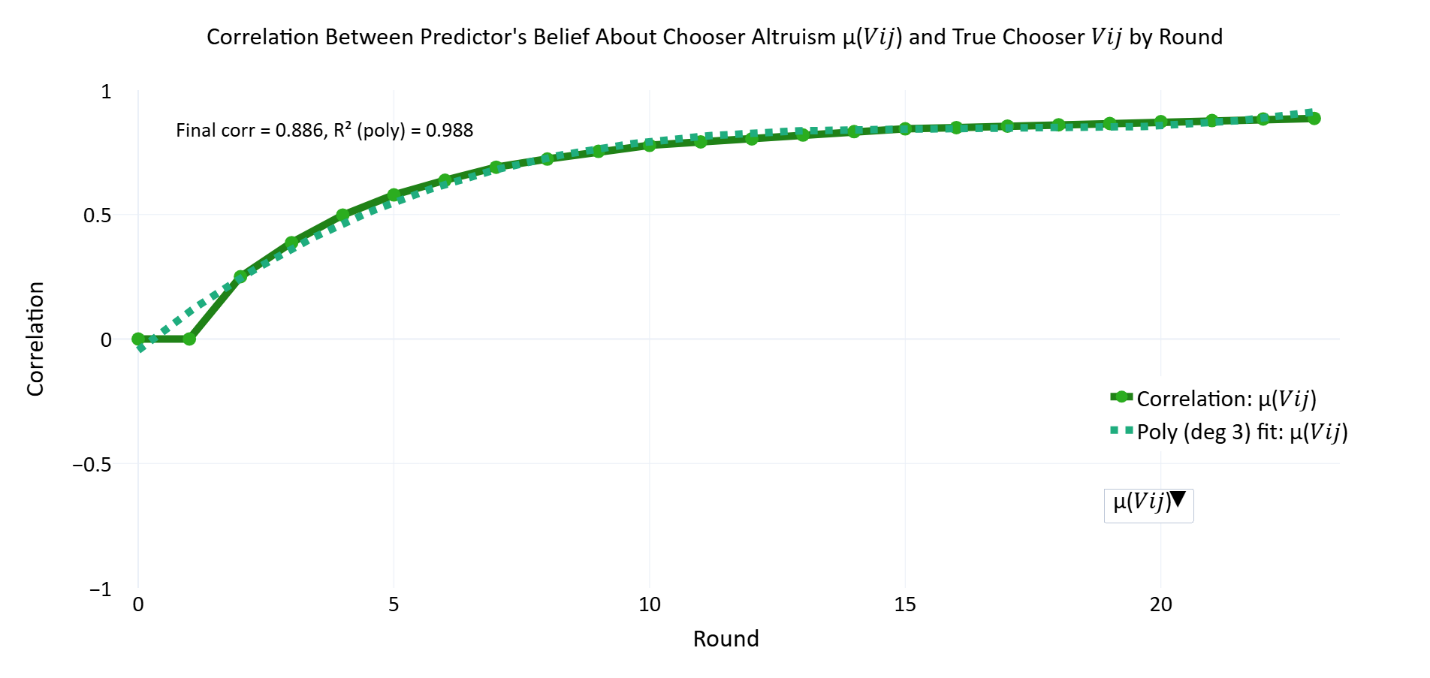 Correlation Between Predictor's Belief About Chooser Altruism μ(Vij) and True Chooser Vij by Round
Final corr = 0.886, R² (poly) = 0.988
1
0.5
0
−0.5
−1
Correlation
0 5 10 15 20
Round
Correlation: μ(Vij)
Poly (deg 3) fit: μ(Vij)
μ(Vij)▼